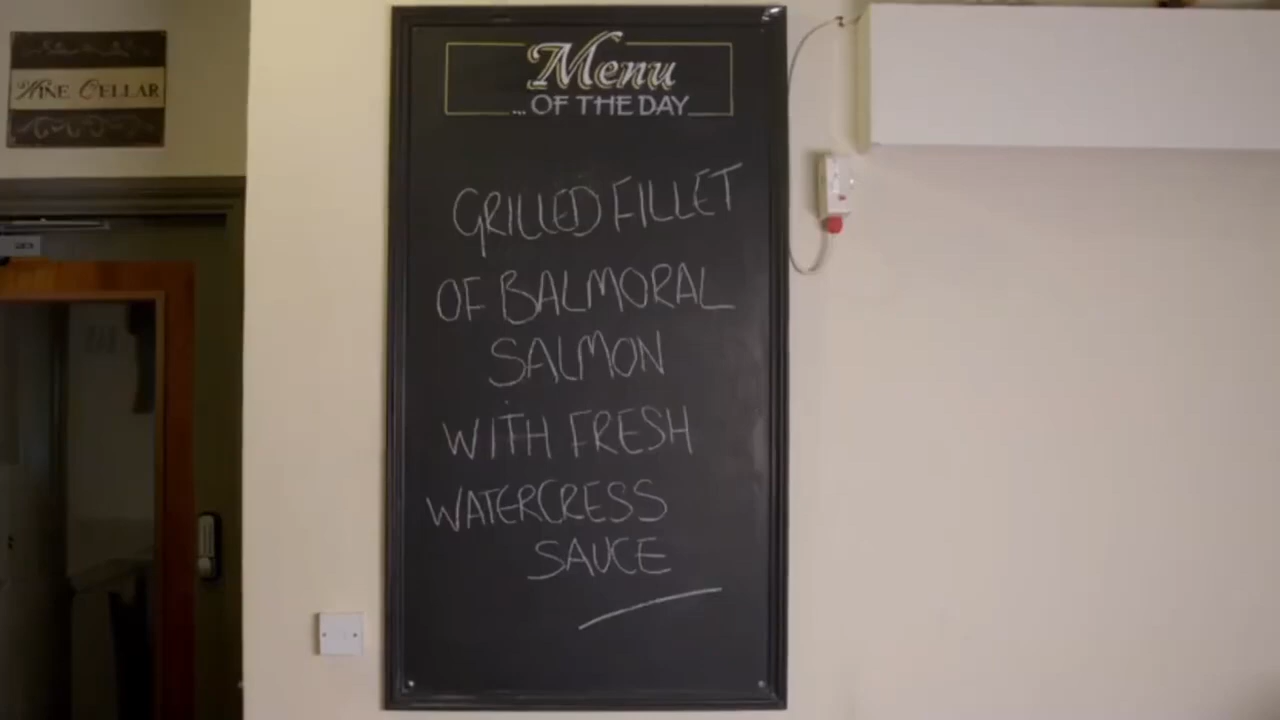 Wine Cellar
Menu
...OF THE DAY
GRILLED FILLET
OF BALMORAL
SALMON
WITH FRESH
WATERCRESS
SAUCE